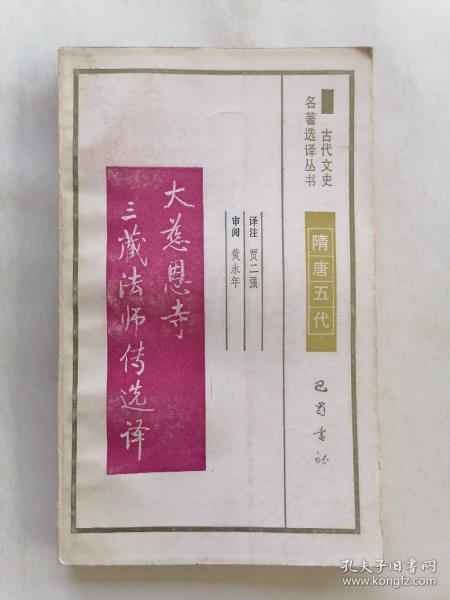 古代文史
名著选译丛书
隋唐五代
巴蜀书社
译注 贾二强
审阅 黄永年
大慈恩寺
三藏法师传选译
孔夫子旧书网
www.kongfz.com